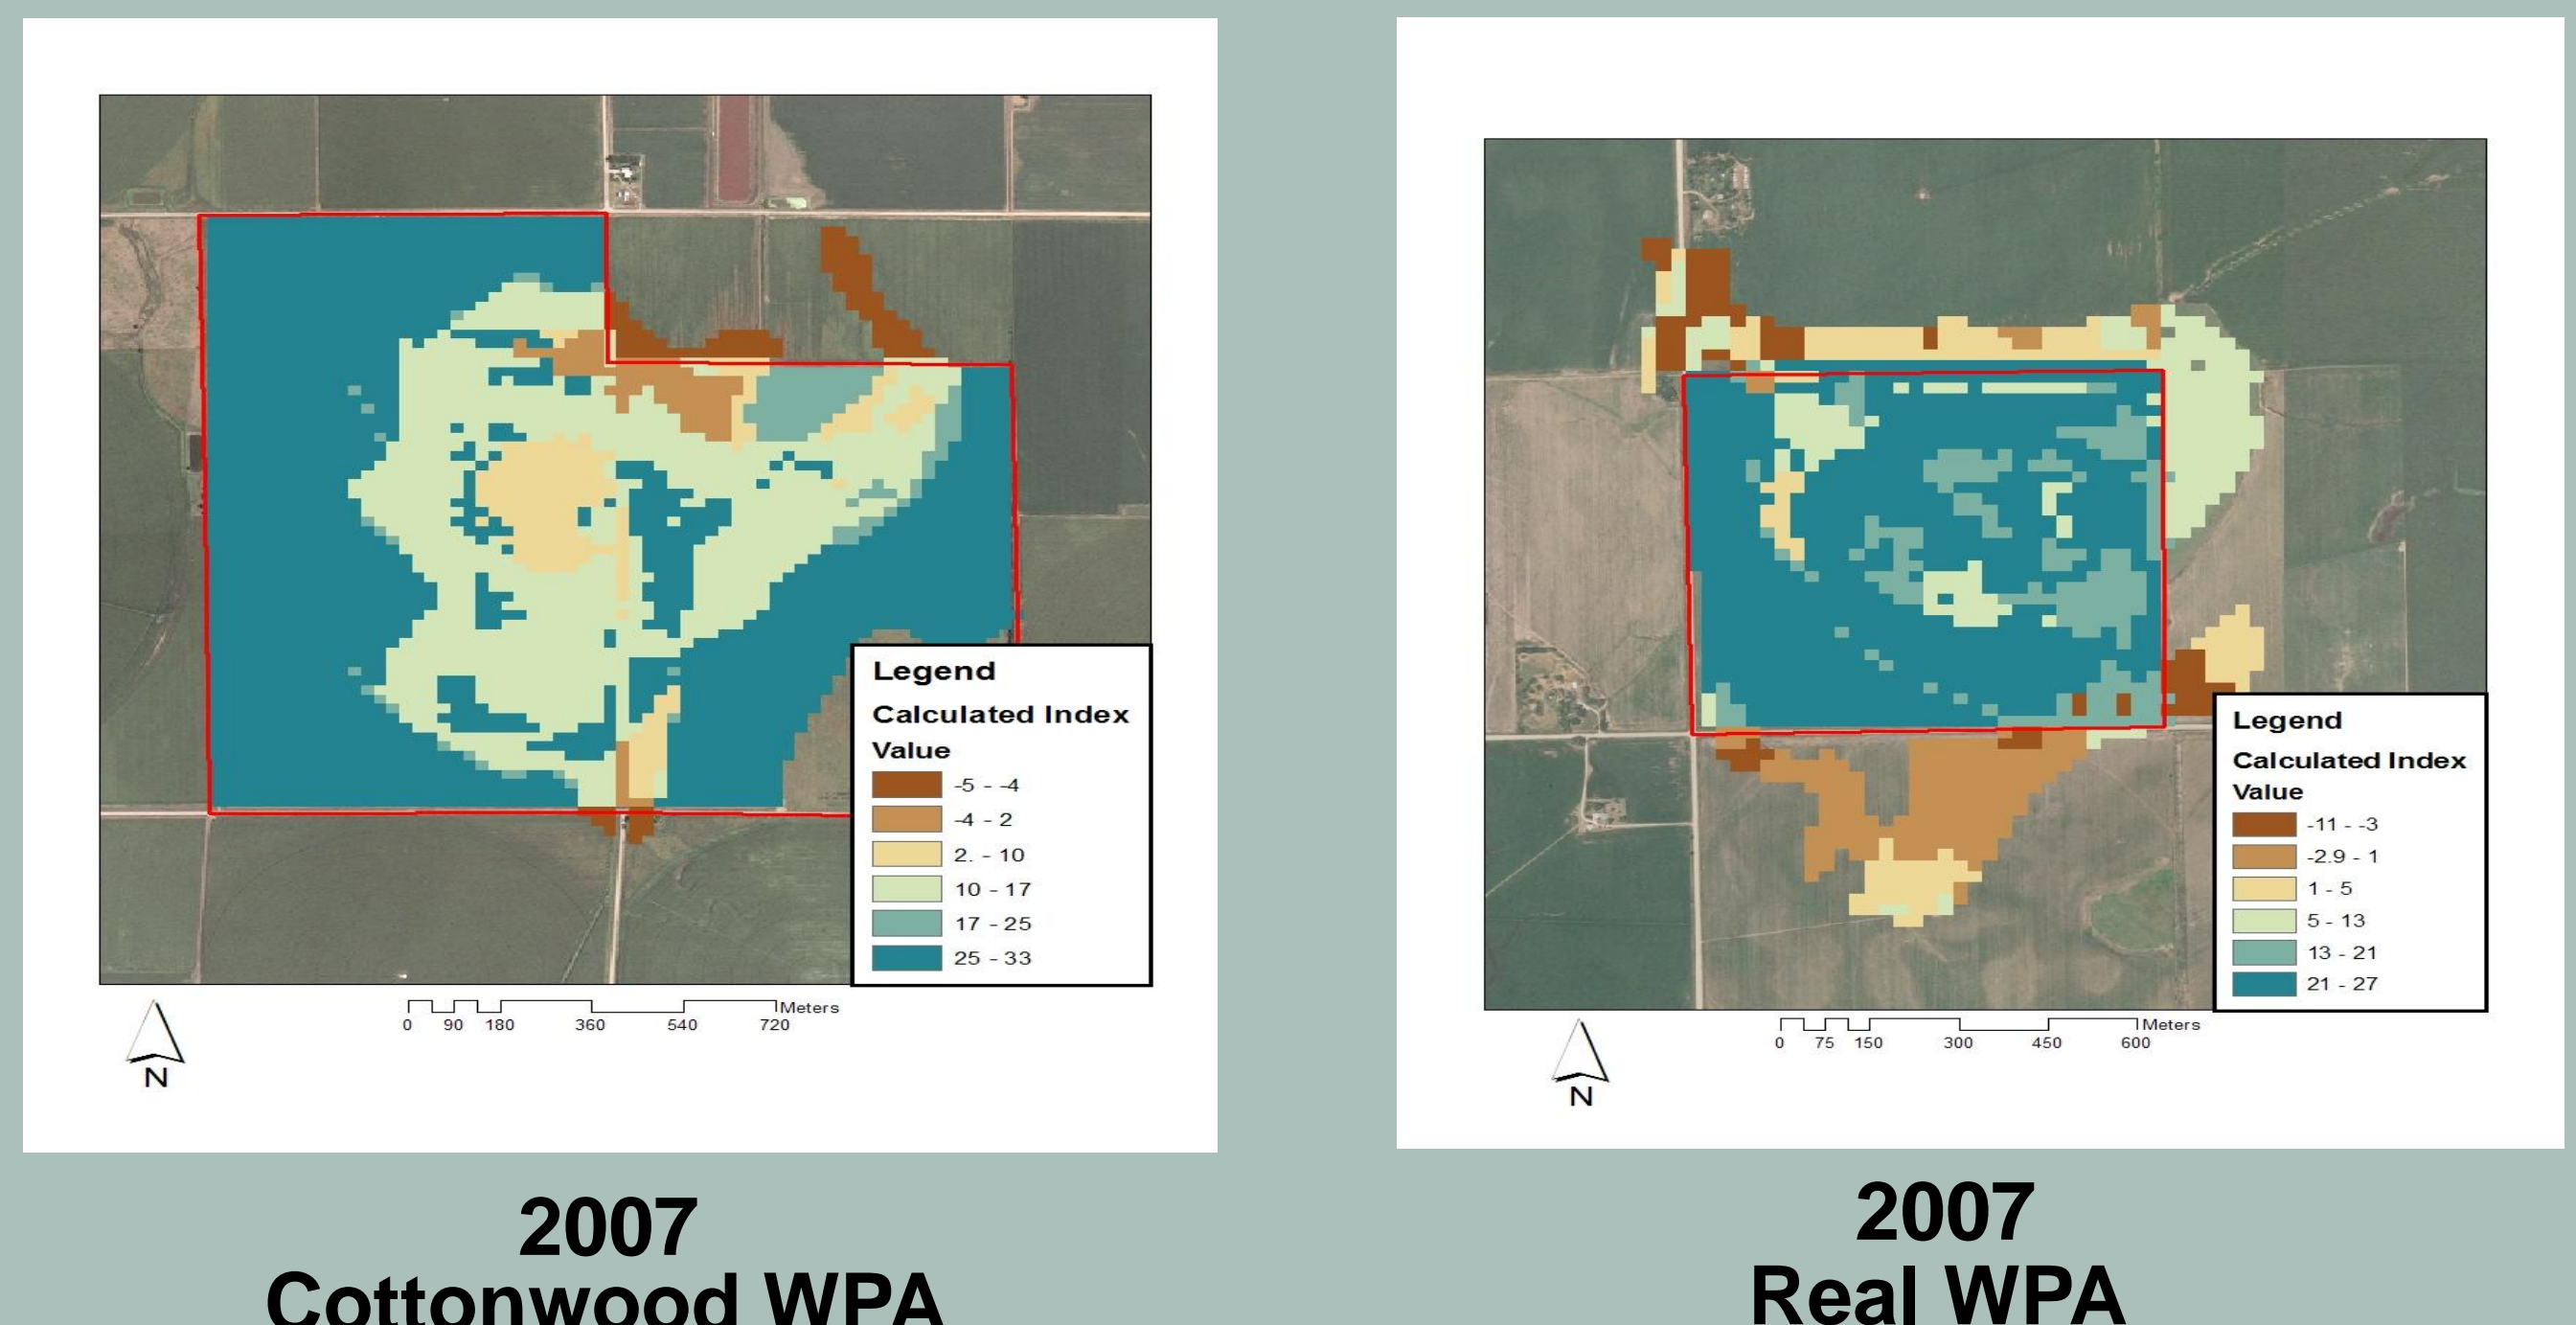 Legend
Calculated Index
Value
-5 - -4
-4 - 2
2. - 10
10 - 17
17 - 25
25 - 33
Meters
0 90 180 360 540 720
N
2007
Cottonwood WPA
Legend
Calculated Index
Value
-11 - -3
-2.9 - 1
1 - 5
5 - 13
13 - 21
21 - 27
Meters
0 75 150 300 450 600
N
2007
Real WPA